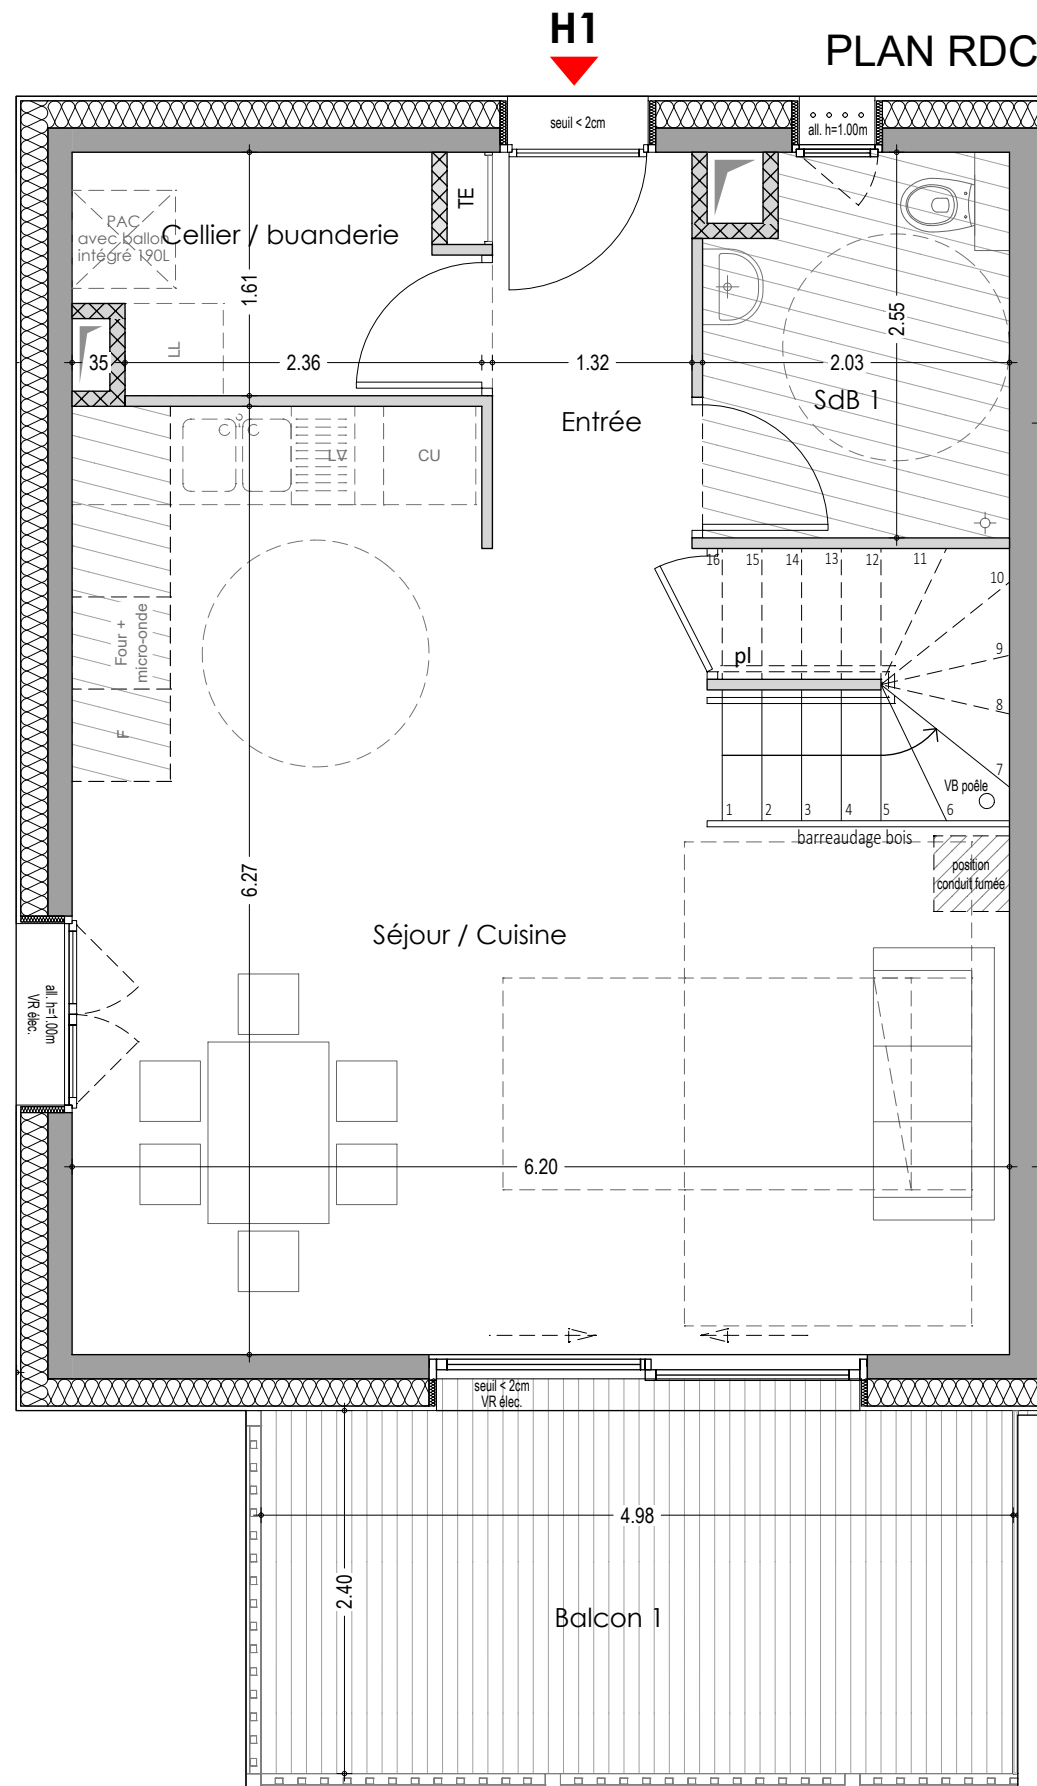 H1
PLAN RDC
seuil < 2cm
all. h=1.00m
PAC
avec ballon
intégré 190L
Cellier / buanderie
TE
1.61
2.55
LL
35
2.36
1.32
2.03
SdB 1
Entrée
C C
LV
CU
16
15
14
13
12
11
10
9
8
7
pl
Four +
micro-onde
F
VB poêle
1
2
3
4
5
6
barreaudage bois
position
conduit fumée
6.27
Séjour / Cuisine
all. h=1.00m
VR élec.
6.20
seuil < 2cm
VR élec.
4.98
2.40
Balcon 1